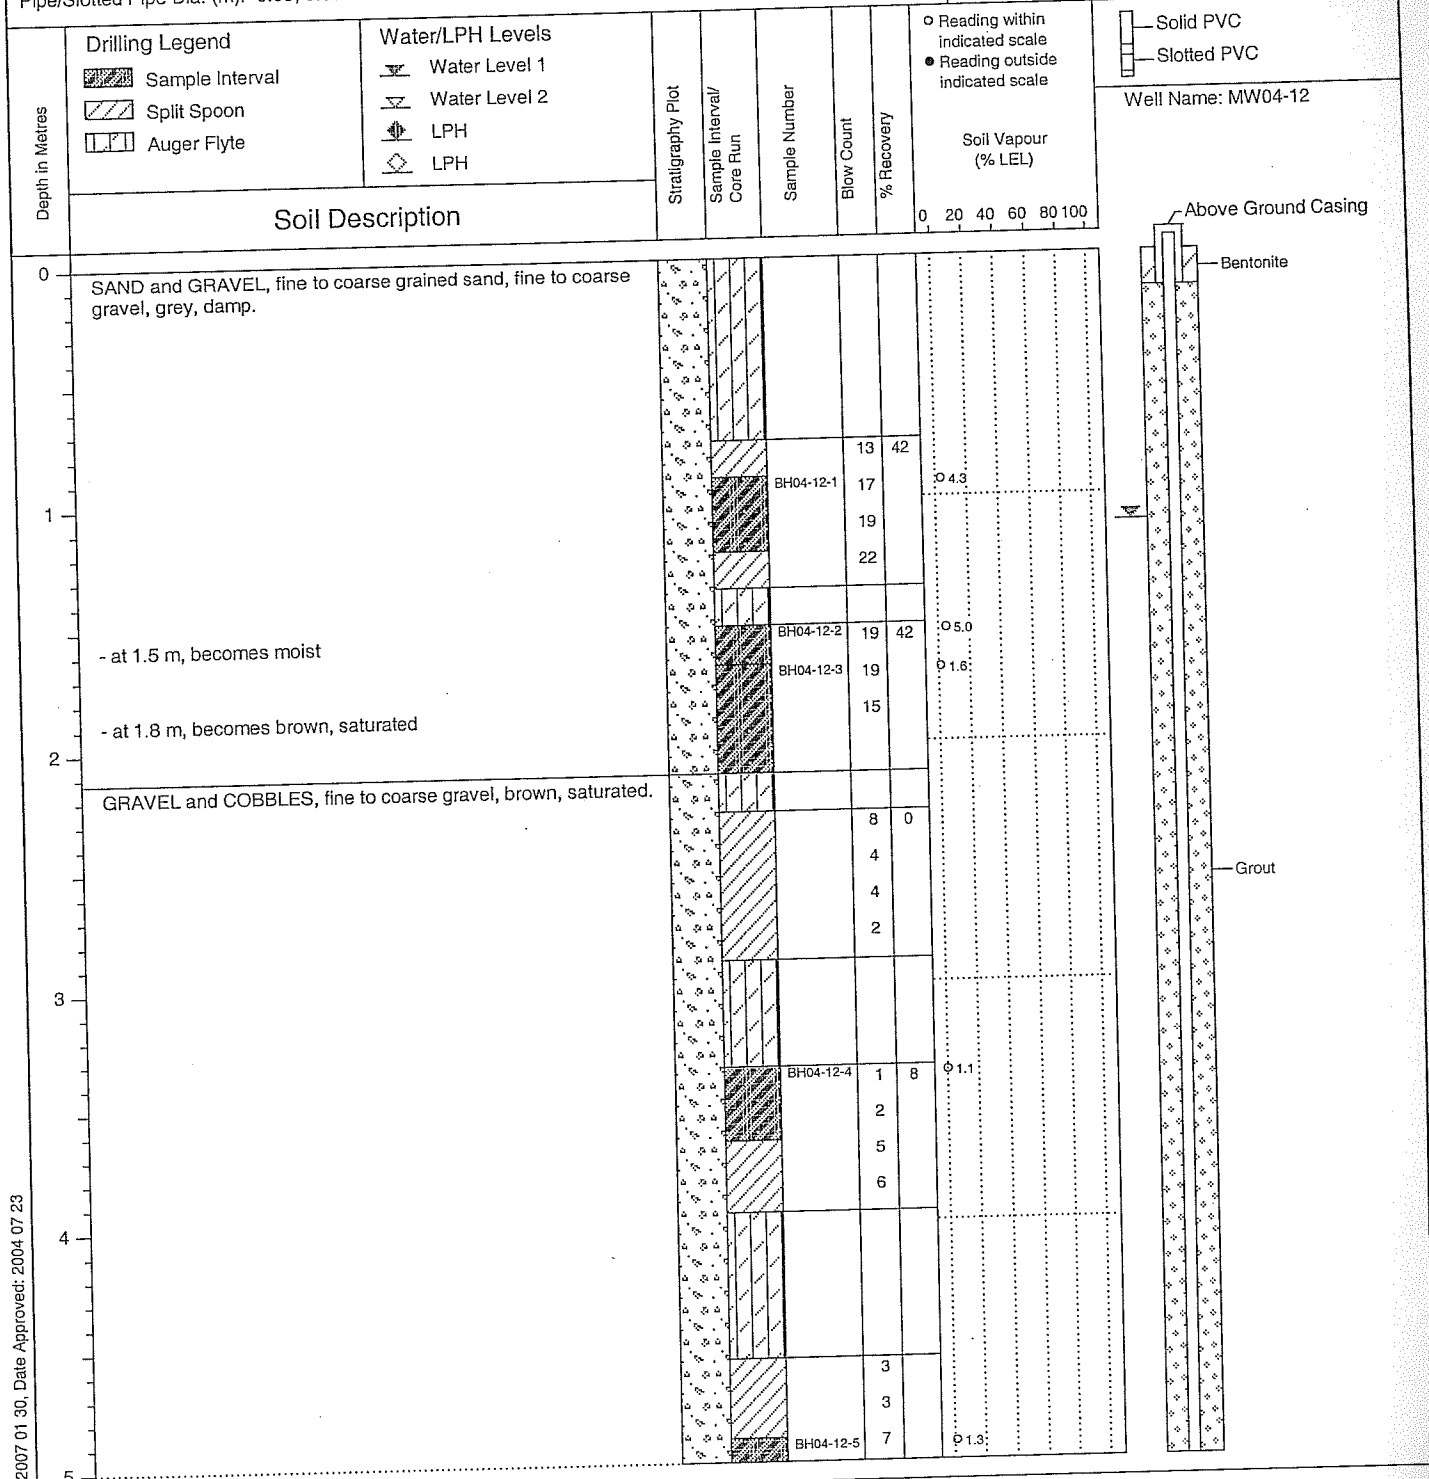 Pipe/Slotted Pipe Dia. (m):
Drilling Legend
Sample Interval
Split Spoon
Auger Flyte
Water/LPH Levels
Water Level 1
Water Level 2
LPH
LPH
Depth in Metres
Soil Description
Stratigraphy Plot
Sample Interval/
Core Run
Sample Number
Blow Count
% Recovery
Reading within
indicated scale
Reading outside
indicated scale
Soil Vapour
(% LEL)
0 20 40 60 80 100
Solid PVC
Slotted PVC
Well Name: MW04-12
Above Ground Casing
Bentonite
0
SAND and GRAVEL, fine to coarse grained sand, fine to coarse
gravel, grey, damp.
13 42
BH04-12-1 17 4.3
1
19
22
BH04-12-2 19 42 5.0
- at 1.5 m, becomes moist
BH04-12-3 19 1.6
15
- at 1.8 m, becomes brown, saturated
2
GRAVEL and COBBLES, fine to coarse gravel, brown, saturated.
8 0
4
Grout
4
2
3
BH04-12-4 1 8 1.1
2
5
6
4
3
3
BH04-12-5 7 1.3
5
2007 01 30, Date Approved: 2004 07 23